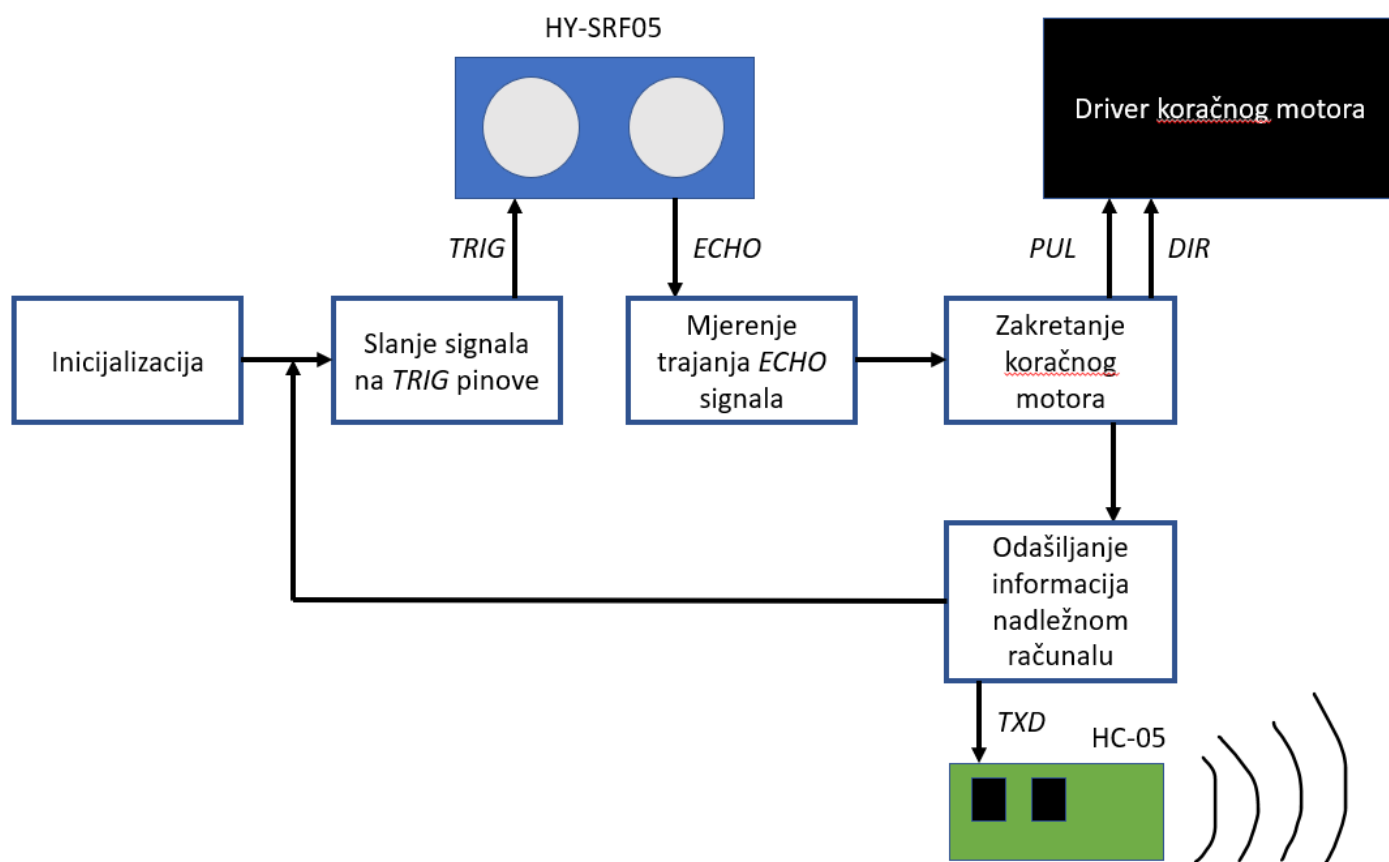 HY-SRF05
Driver koračnog motora
TRIG
ECHO
PUL
DIR
Inicijalizacija
Slanje signala
na TRIG pinove
Mjerenje
trajanja ECHO
signala
Zakretanje
koračnog
motora
Odašiljanje
informacija
nadležnom
računalu
TXD
HC-05